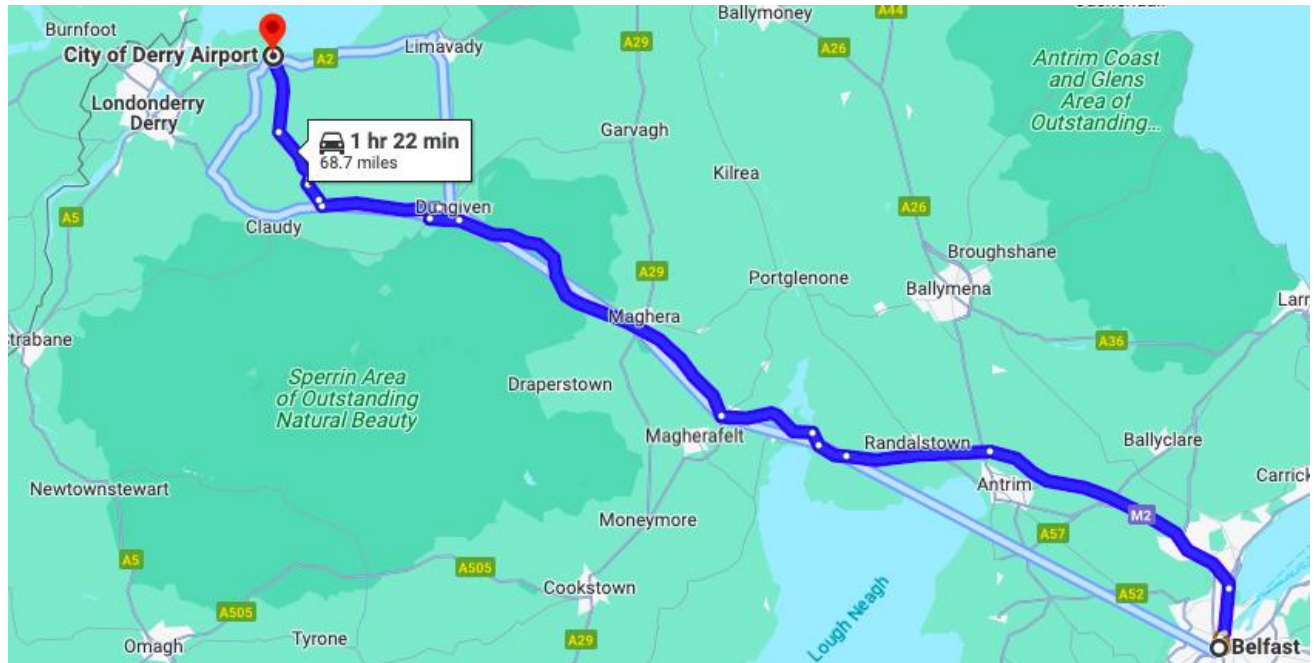 Burnfoot
City of Derry Airport
A2
Limavady
Londonderry
Derry
1 hr 22 min
68.7 miles
A5
Claudy
Dungiven
Ballymoney
A44
A29
A26
Garvagh
Kilrea
Antrim Coast
and Glens
Area of
Outstanding...
A26
Broughshane
A29
Portglenone
Ballymena
Larn
Maghera
trabane
A36
Sperrin Area
of Outstanding
Natural Beauty
Draperstown
Magherafelt
Randalstown
Ballyclare
Newtownstewart
Antrim
Carrick
Moneymore
M2
A57
A5
A505
Cookstown
A52
A505
Lough Neagh
Omagh
Tyrone
A29
Belfast